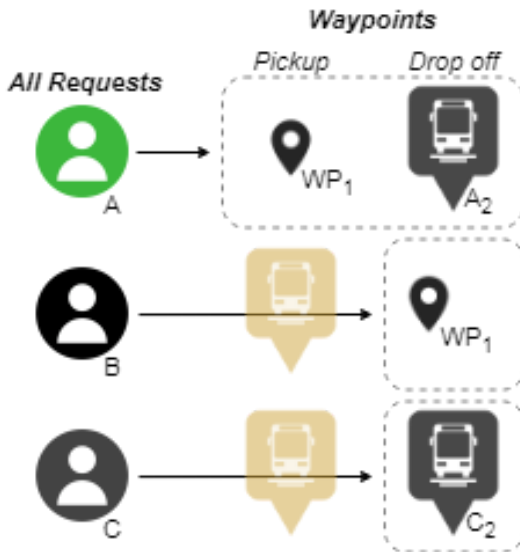 Waypoints
Pickup Drop off
All Requests
A WP₁ A₂
B WP₁
C C₂